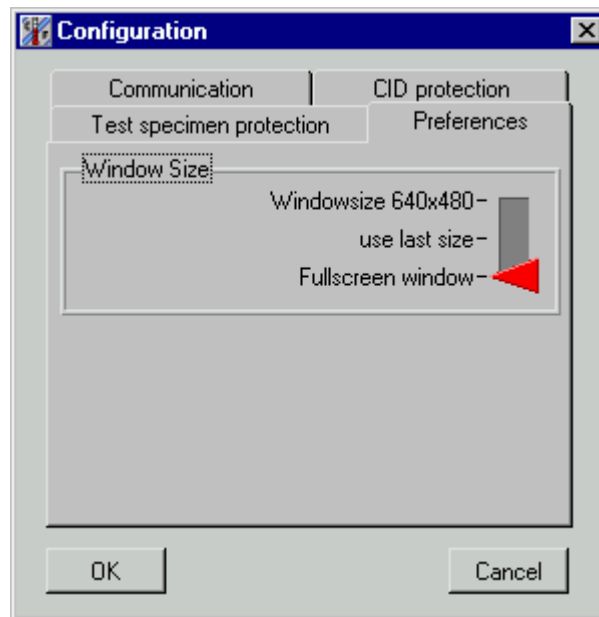 Configuration
Communication
CID protection
Test specimen protection
Preferences
Window Size
Windowsize 640x480
use last size
Fullscreen window
OK
Cancel